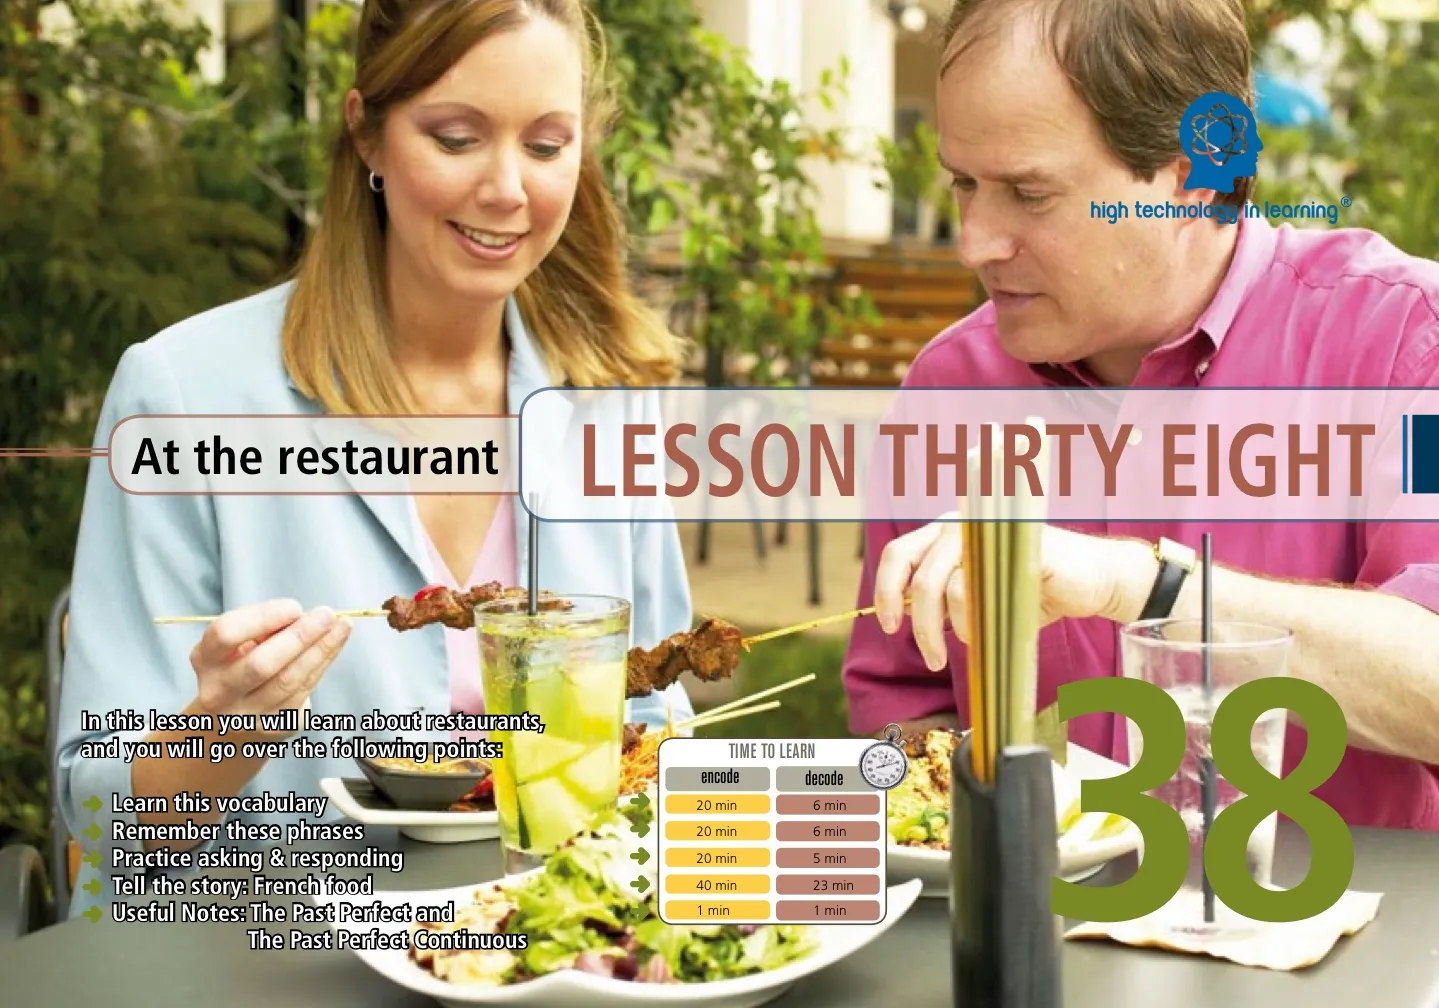 high technology in learning®
At the restaurant
LESSON THIRTY EIGHT
38
In this lesson you will learn about restaurants,
and you will go over the following points:
Learn this vocabulary
Remember these phrases
Practice asking & responding
Tell the story: French food
Useful Notes: The Past Perfect and
The Past Perfect Continuous
TIME TO LEARN
encode decode
20 min 6 min
20 min 6 min
20 min 5 min
40 min 23 min
1 min 1 min